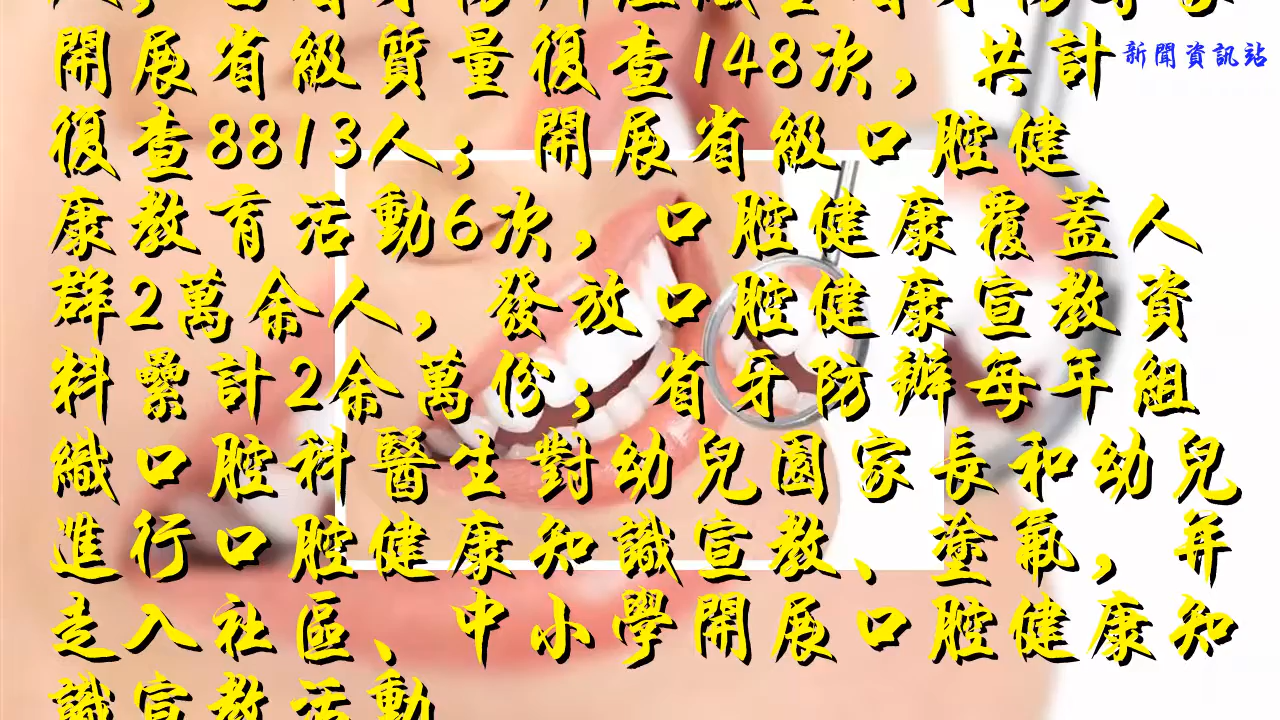 開展省級質量復查148次，共計
新聞資訊站
復查8813人；開展省級口腔健
康教育活動6次，口腔健康覆蓋人
群2萬余人，發放口腔健康宣教資
料纍計2余萬份；省牙防辦每年組
織口腔科醫生對幼兒園家長和幼兒
進行口腔健康知識宣教、塗氟，并
走入社區、中小學開展口腔健康知
識宣教活動